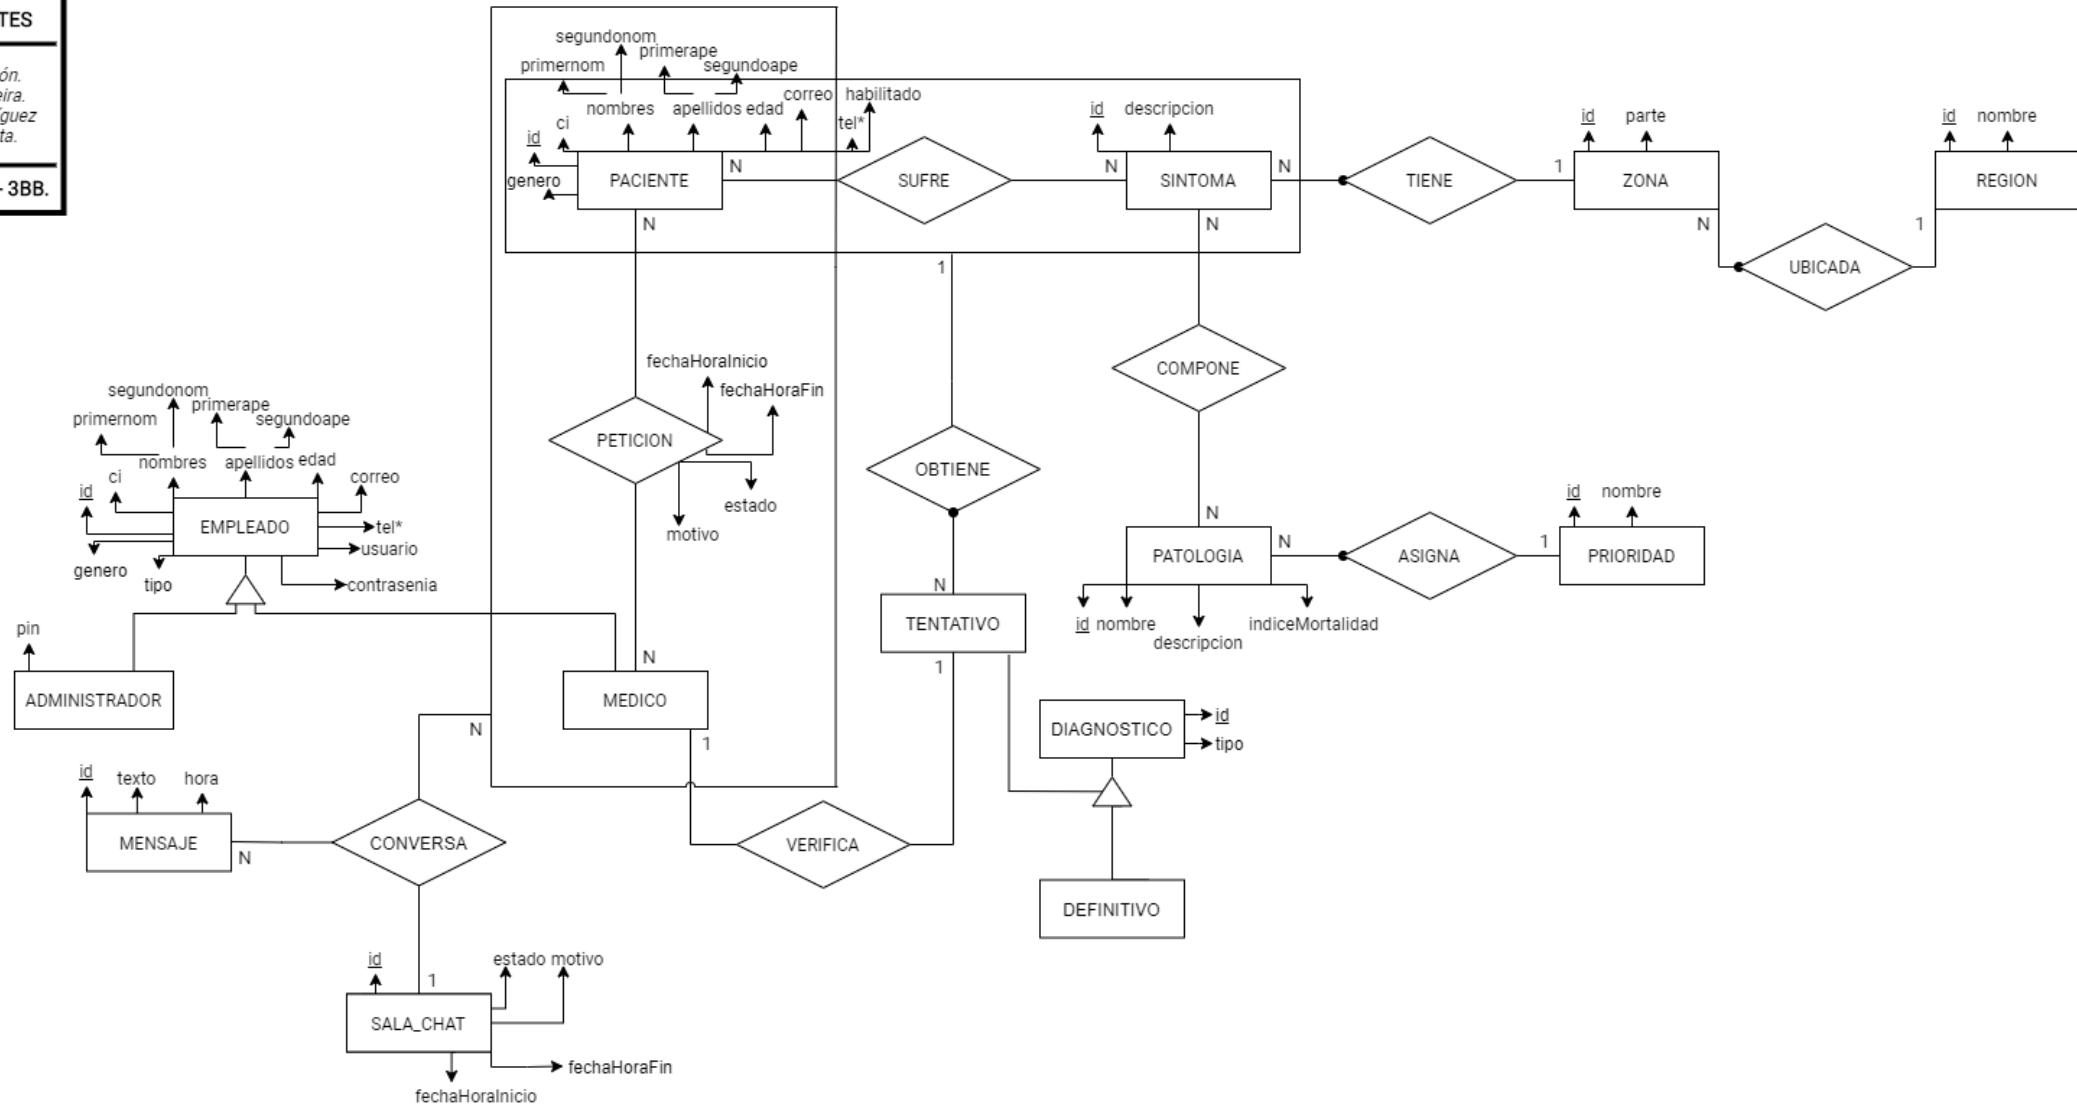 TES
ón.
eira.
guez
ta.
- 3BB.
segundonom
primerape
primernom
segundoape
nombres
apellidos
edad
correo
habilitado
ci
tel*
id
genero
PACIENTE
N
SUFRE
N
id
descripcion
SINTOMA
N
TIENE
1
id
parte
ZONA
N
UBICADA
1
id
nombre
REGION
N
N
1
COMPONE
fechaHoraInicio
fechaHoraFin
PETICION
estado
motivo
OBTIENE
N
segundonom
primerape
primernom
segundoape
nombres
apellidos
edad
correo
ci
id
EMPLEADO
tel*
usuario
genero
tipo
contrasenia
N
PATOLOGIA
N
ASIGNA
1
id
nombre
PRIORIDAD
id
nombre
descripcion
indiceMortalidad
N
TENTATIVO
1
pin
ADMINISTRADOR
N
MEDICO
1
N
DIAGNOSTICO
id
tipo
id
texto
hora
MENSAJE
N
CONVERSA
VERIFICA
DEFINITIVO
id
1
estado
motivo
SALA_CHAT
fechaHoraFin
fechaHoraInicio